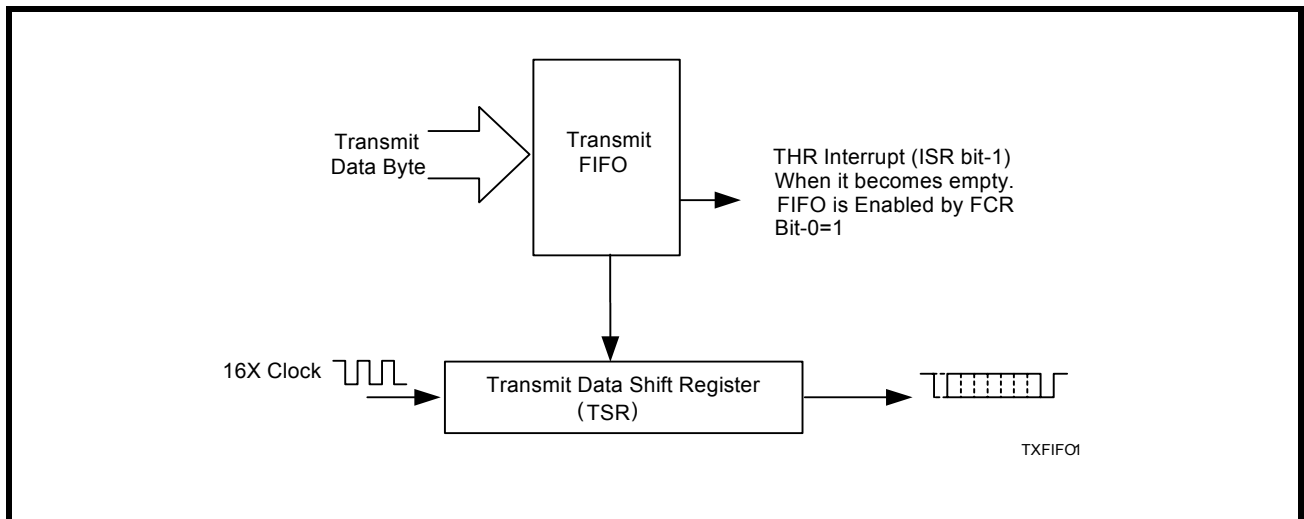 Transmit
Data Byte
Transmit
FIFO
THR Interrupt (ISR bit-1)
When it becomes empty.
FIFO is Enabled by FCR
Bit-0=1
16X Clock
Transmit Data Shift Register
(TSR)
TXFIFO1